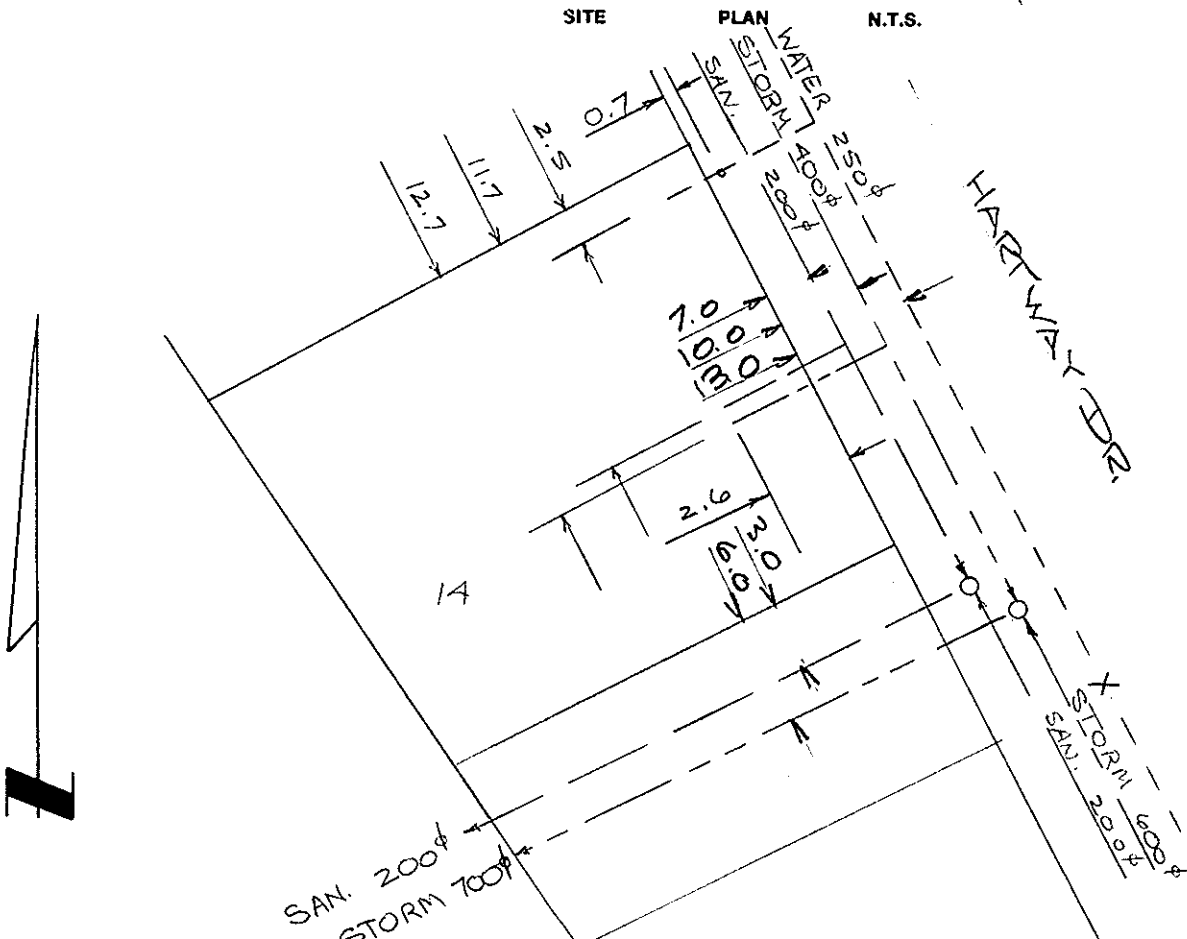 SITE PLAN N.T.S.
WATER 250ϕ
STORM 400ϕ
SAN. 200ϕ
0.7
2.5
11.7
12.7
HARTWAY DR.
7.0
10.0
13.0
2.6
3.0
6.0
14
X
STORM 600ϕ
SAN. 200ϕ
SAN. 200ϕ
STORM 700ϕ